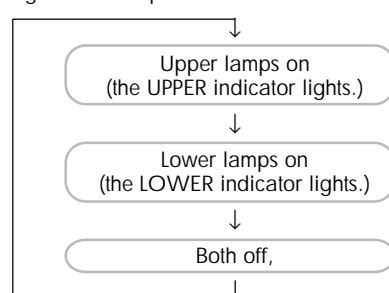 Upper lamps on
(the UPPER indicator lights.)
↓
Lower lamps on
(the LOWER indicator lights.)
↓
Both off,